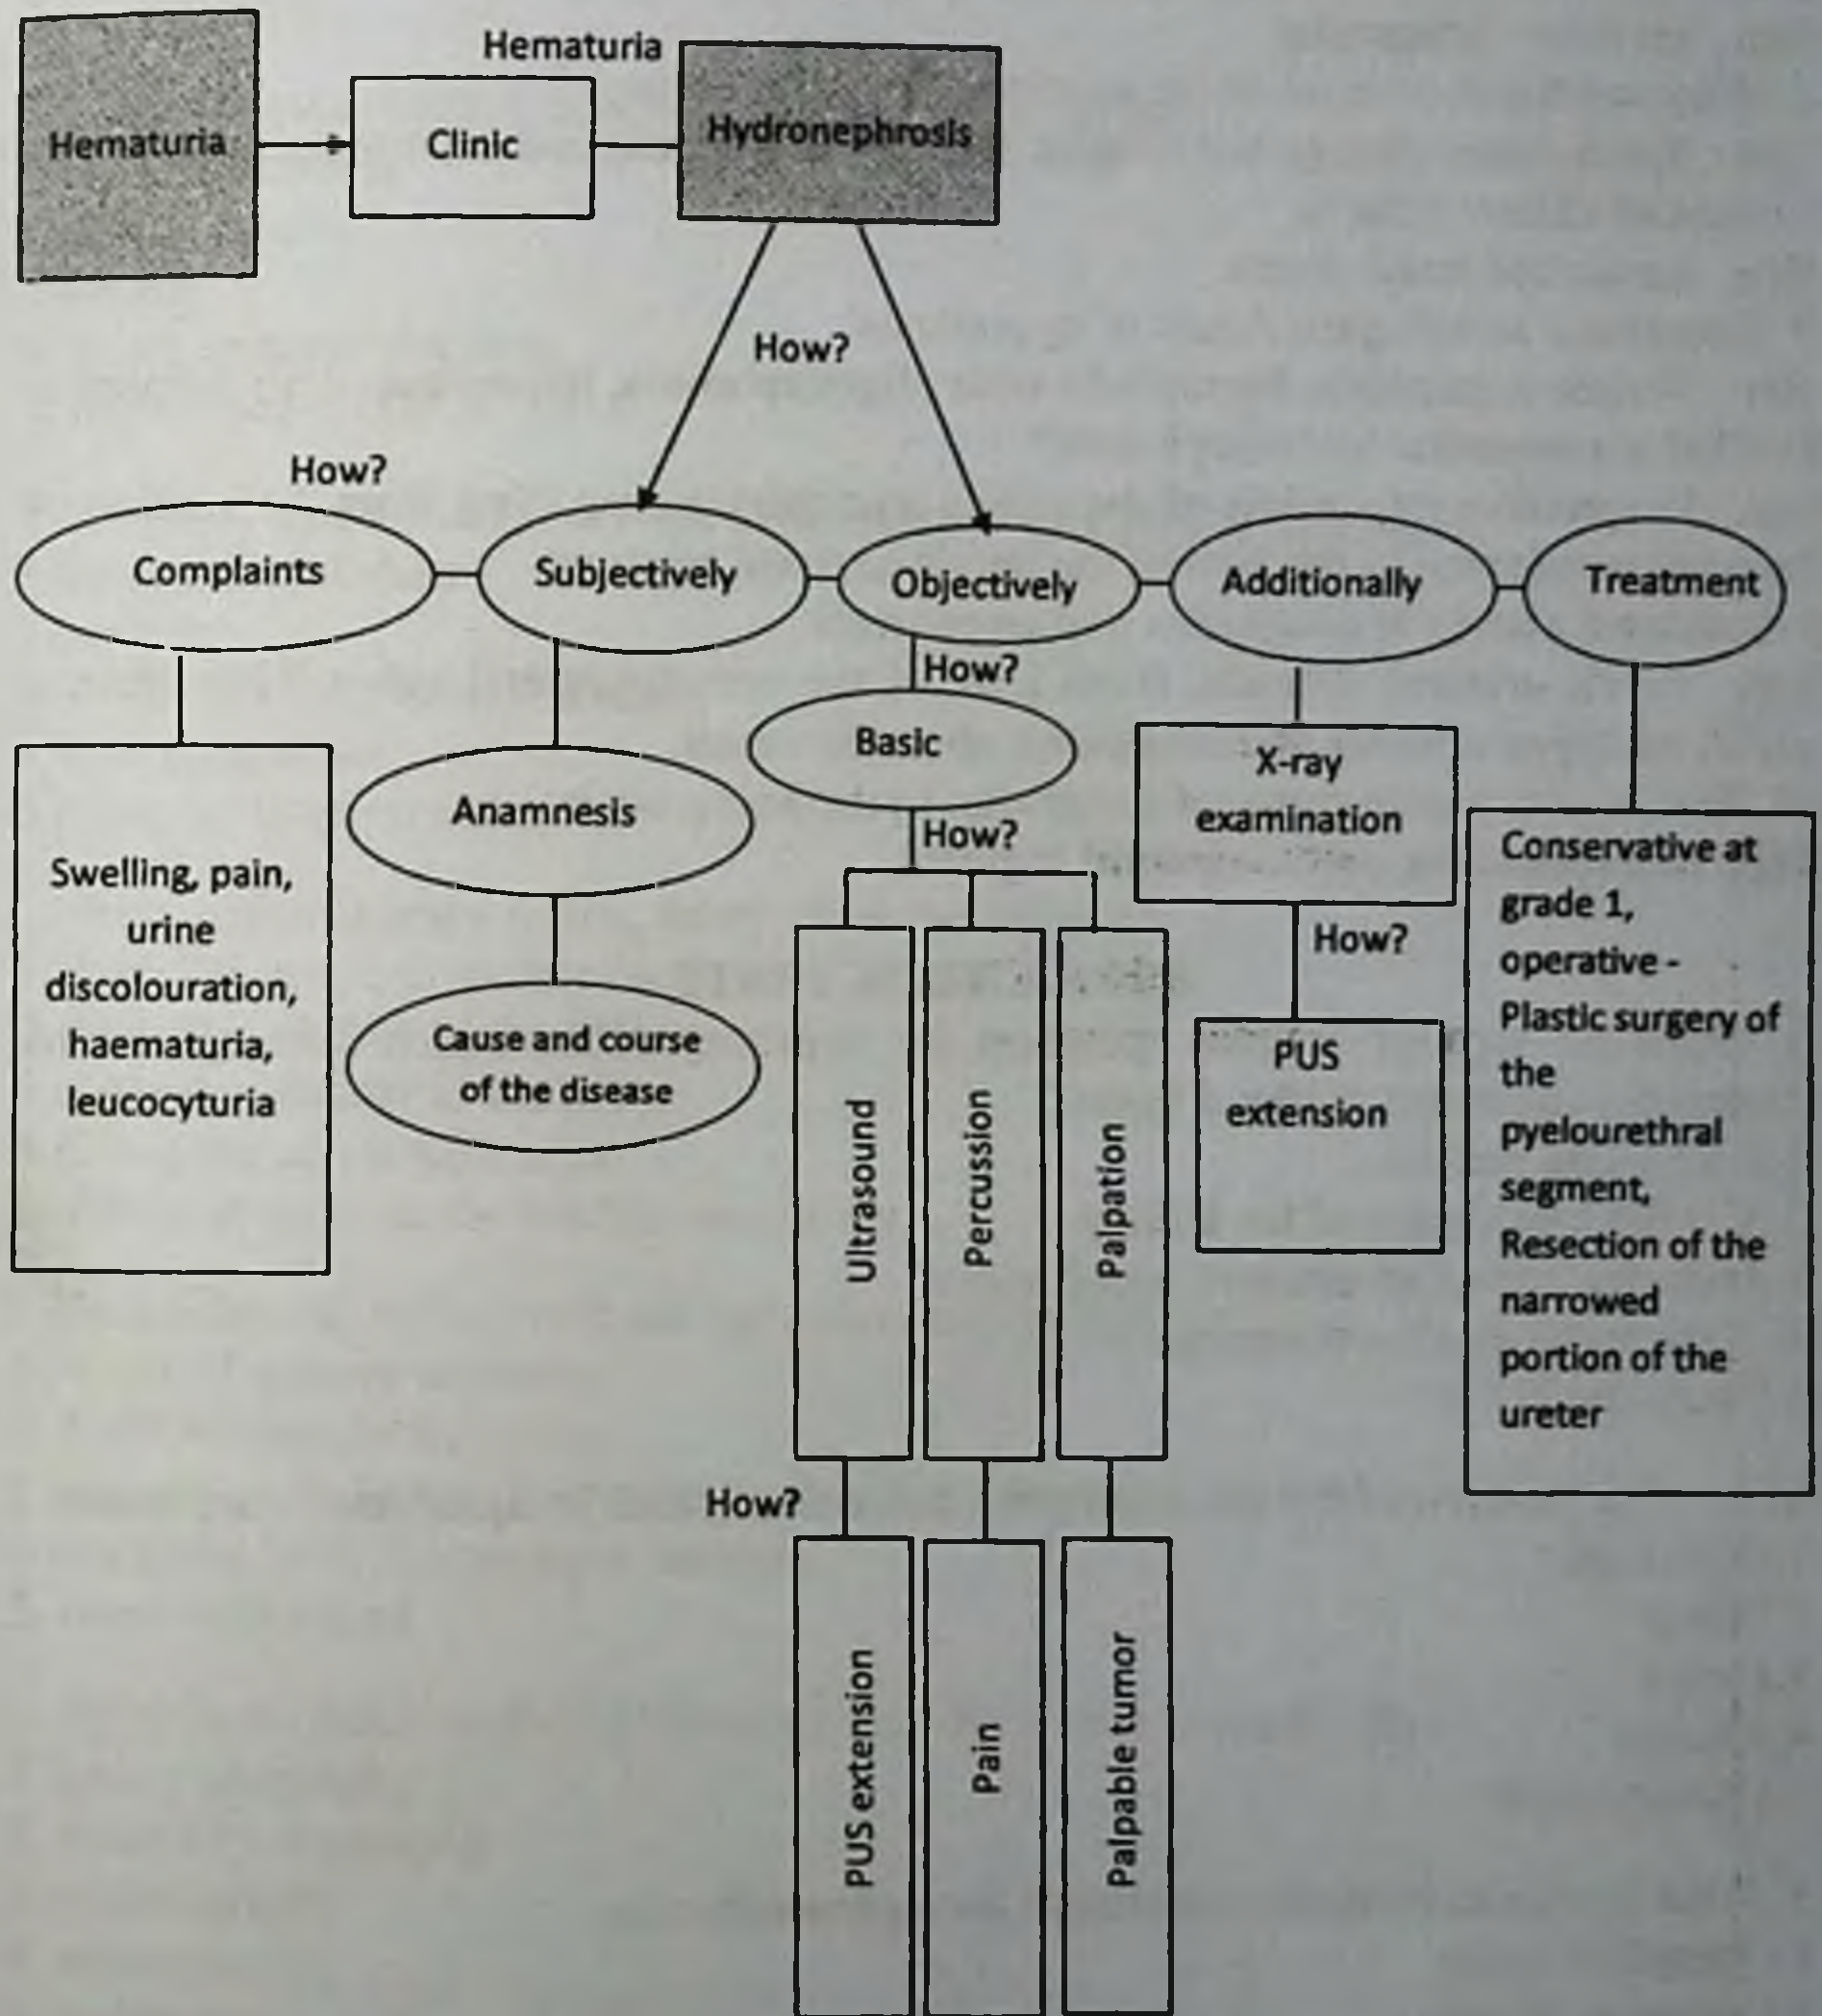 Hematuria
Hematuria
Clinic
Hydronephrosis
How?
How?
Complaints
Subjectively
Objectively
Additionally
Treatment
How?
Basic
How?
Swelling, pain,
urine
discolouration,
haematuria,
leucocyturia
Anamnesis
Cause and course
of the disease
Ultrasound
Percussion
Palpation
How?
PUS extension
Pain
Palpable tumor
X-ray
examination
How?
PUS
extension
Conservative at
grade 1,
operative -
Plastic surgery of
the
pyelourethral
segment,
Resection of the
narrowed
portion of the
ureter